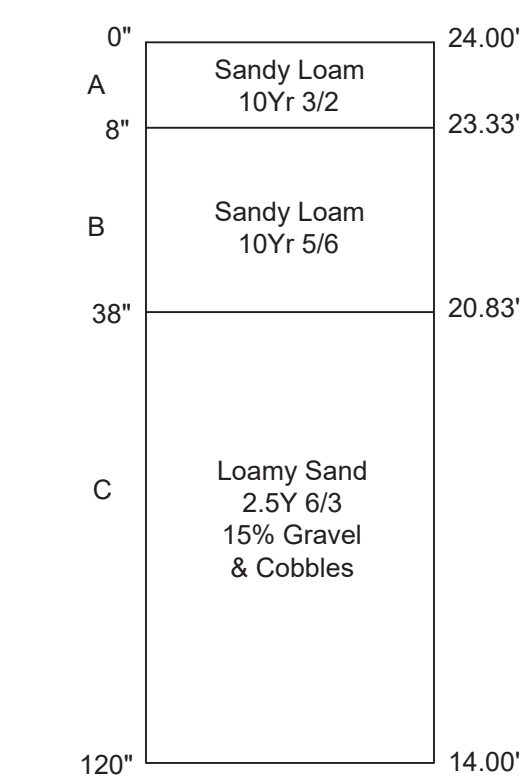 0" 24.00'
A
Sandy Loam
10Yr 3/2
8" 23.33'
B
Sandy Loam
10Yr 5/6
38" 20.83'
C
Loamy Sand
2.5Y 6/3
15% Gravel
& Cobbles
120" 14.00'